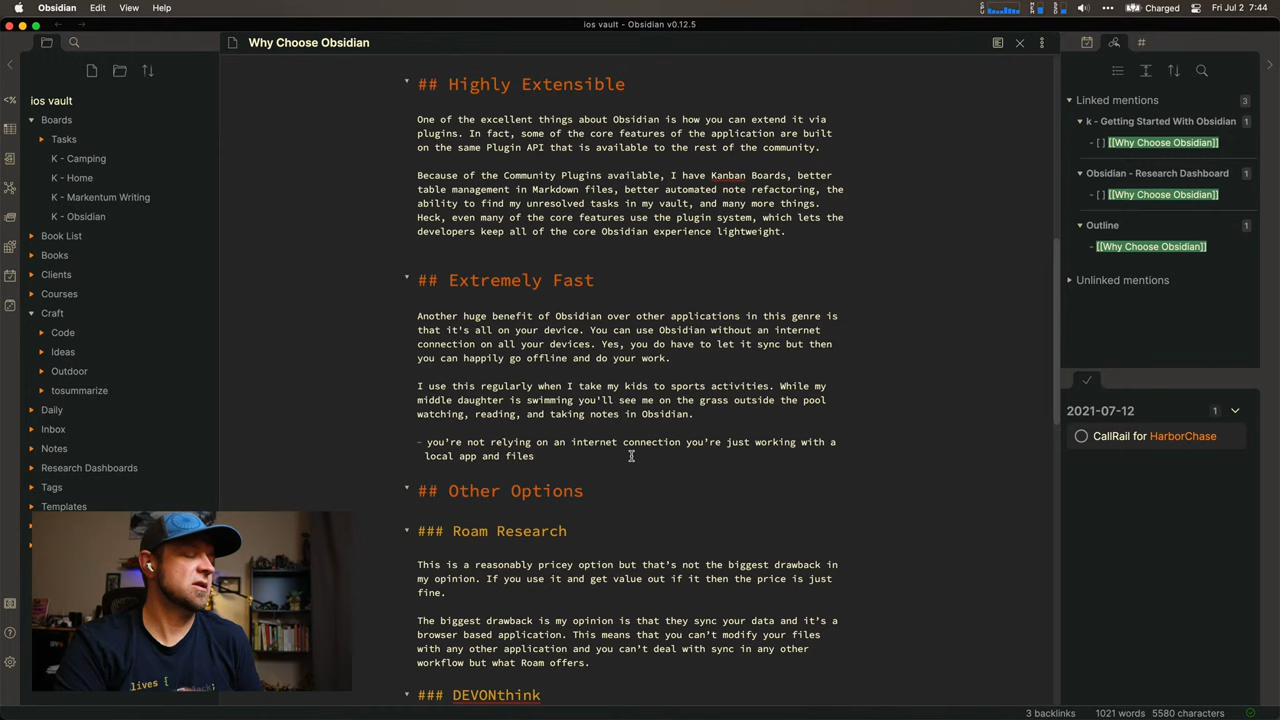 Obsidian Edit View Help
Charged Fri Jul 2 7:44
ios vault - Obsidian v0.12.5
Why Choose Obsidian
ios vault
Boards
Tasks
K - Camping
K - Home
K - Markentum Writing
K - Obsidian
Book List
Books
Clients
Courses
Craft
Code
Ideas
Outdoor
tosummarize
Daily
Inbox
Notes
Research Dashboards
Tags
Templates
## Highly Extensible
One of the excellent things about Obsidian is how you can extend it via
plugins. In fact, some of the core features of the application are built
on the same Plugin API that is available to the rest of the community.
Because of the Community Plugins available, I have Kanban Boards, better
table management in Markdown files, better automated note refactoring, the
ability to find my unresolved tasks in my vault, and many more things.
Heck, even many of the core features use the plugin system, which lets the
developers keep all of the core Obsidian experience lightweight.
## Extremely Fast
Another huge benefit of Obsidian over other applications in this genre is
that it's all on your device. You can use Obsidian without an internet
connection on all your devices. Yes, you do have to let it sync but then
you can happily go offline and do your work.
I use this regularly when I take my kids to sports activities. While my
middle daughter is swimming you'll see me on the grass outside the pool
watching, reading, and taking notes in Obsidian.
- you're not relying on an internet connection you're just working with a
local app and files
## Other Options
### Roam Research
This is a reasonably pricey option but that's not the biggest drawback in
my opinion. If you use it and get value out if it then the price is just
fine.
The biggest drawback is my opinion is that they sync your data and it's a
browser based application. This means that you can't modify your files
with any other application and you can't deal with sync in any other
workflow but what Roam offers.
### DEVONthink
Linked mentions 3
k - Getting Started With Obsidian 1
- [ ] [[Why Choose Obsidian]]
Obsidian - Research Dashboard 1
- [ ] [[Why Choose Obsidian]]
Outline 1
- [[Why Choose Obsidian]]
Unlinked mentions
2021-07-12 1
CallRail for HarborChase
lives {
3 backlinks 1021 words 5580 characters